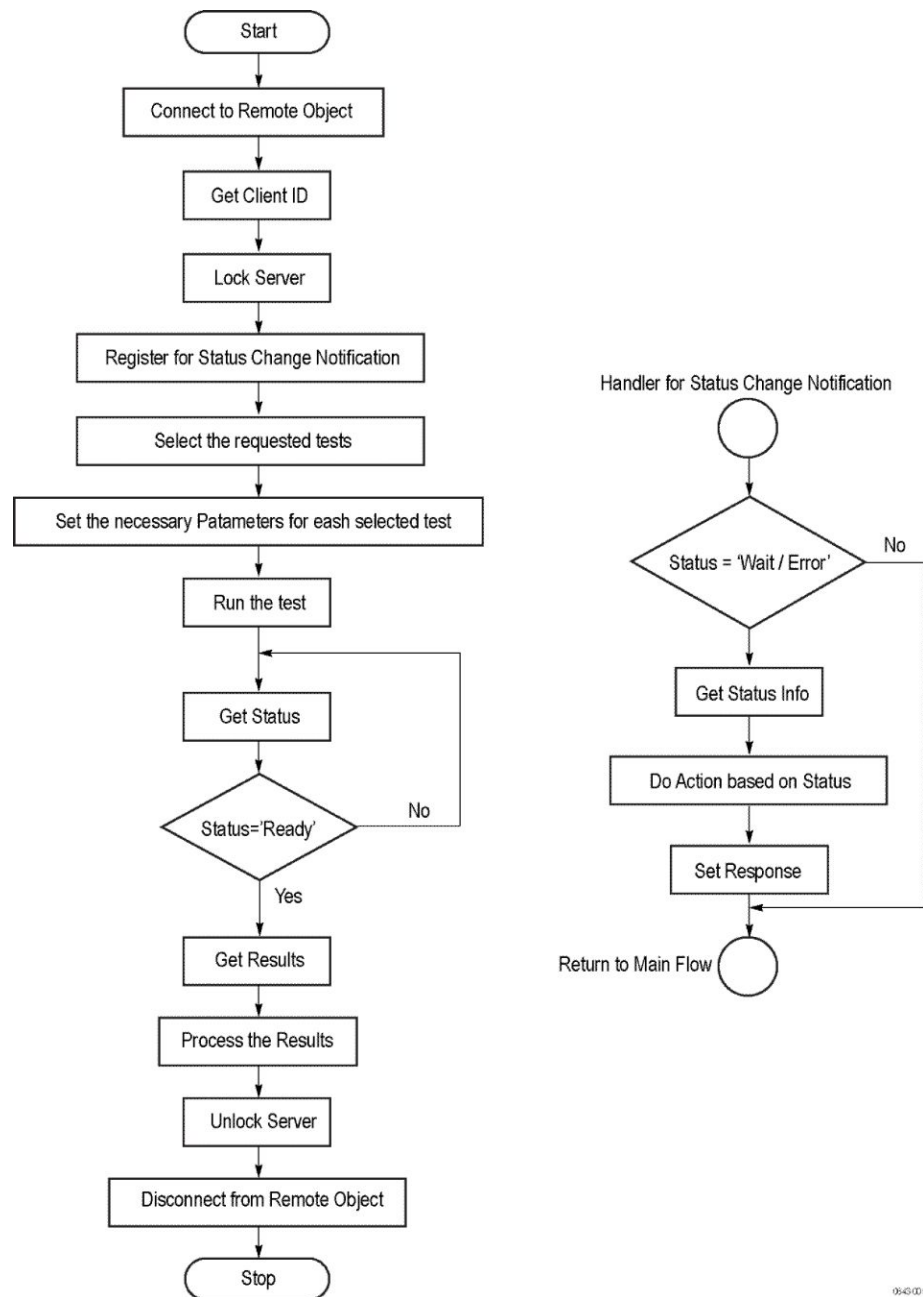 Start
Connect to Remote Object
Get Client ID
Lock Server
Register for Status Change Notification
Select the requested tests
Set the necessary Patameters for eash selected test
Run the test
Get Status
Status='Ready'
No
Yes
Get Results
Process the Results
Unlock Server
Disconnect from Remote Object
Stop
Handler for Status Change Notification
Status = ‘Wait / Error’
No
Get Status Info
Do Action based on Status
Set Response
Return to Main Flow